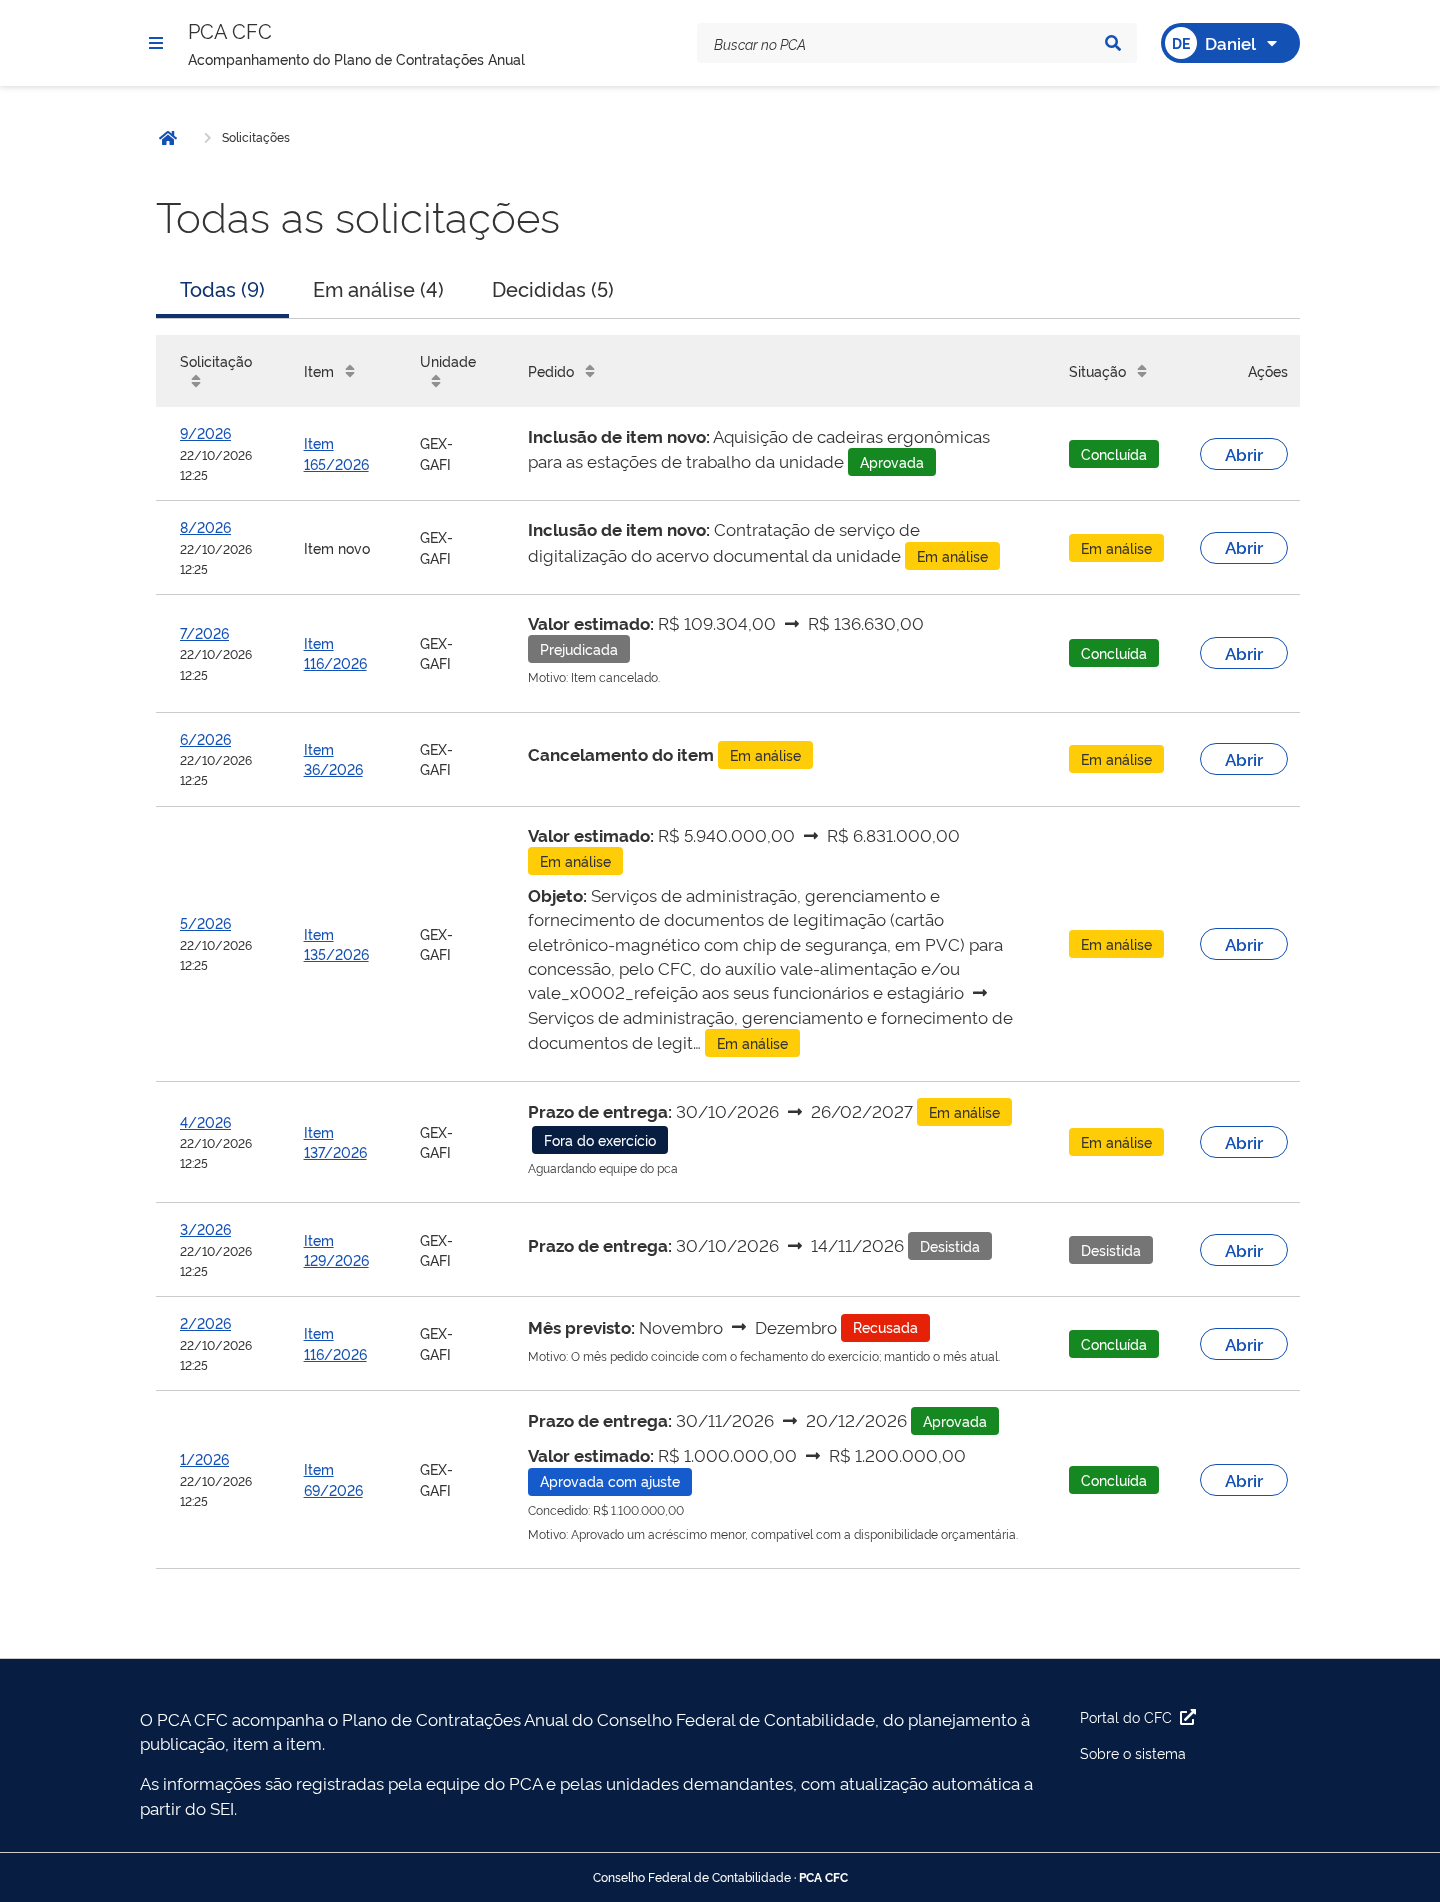 PCA CFC
Acompanhamento do Plano de Contratações Anual
Buscar no PCA
DE Daniel
Solicitações
Todas as solicitações
Todas (9) Em análise (4) Decididas (5)
Solicitação Item Unidade Pedido Situação Ações
9/2026
22/10/2026
12:25
Item
165/2026
GEX-
GAFI
Inclusão de item novo: Aquisição de cadeiras ergonômicas
para as estações de trabalho da unidade Aprovada
Concluída
Abrir
8/2026
22/10/2026
12:25
Item novo
GEX-
GAFI
Inclusão de item novo: Contratação de serviço de
digitalização do acervo documental da unidade Em análise
Em análise
Abrir
7/2026
22/10/2026
12:25
Item
116/2026
GEX-
GAFI
Valor estimado: R$ 109.304,00 → R$ 136.630,00
Prejudicada
Motivo: Item cancelado.
Concluída
Abrir
6/2026
22/10/2026
12:25
Item
36/2026
GEX-
GAFI
Cancelamento do item Em análise
Em análise
Abrir
5/2026
22/10/2026
12:25
Item
135/2026
GEX-
GAFI
Valor estimado: R$ 5.940.000,00 → R$ 6.831.000,00
Em análise
Objeto: Serviços de administração, gerenciamento e
fornecimento de documentos de legitimação (cartão
eletrônico-magnético com chip de segurança, em PVC) para
concessão, pelo CFC, do auxílio vale-alimentação e/ou
vale_x0002_refeição aos seus funcionários e estagiário →
Serviços de administração, gerenciamento e fornecimento de
documentos de legit… Em análise
Em análise
Abrir
4/2026
22/10/2026
12:25
Item
137/2026
GEX-
GAFI
Prazo de entrega: 30/10/2026 → 26/02/2027 Em análise
Fora do exercício
Aguardando equipe do pca
Em análise
Abrir
3/2026
22/10/2026
12:25
Item
129/2026
GEX-
GAFI
Prazo de entrega: 30/10/2026 → 14/11/2026 Desistida
Desistida
Abrir
2/2026
22/10/2026
12:25
Item
116/2026
GEX-
GAFI
Mês previsto: Novembro → Dezembro Recusada
Motivo: O mês pedido coincide com o fechamento do exercício; mantido o mês atual.
Concluída
Abrir
1/2026
22/10/2026
12:25
Item
69/2026
GEX-
GAFI
Prazo de entrega: 30/11/2026 → 20/12/2026 Aprovada
Valor estimado: R$ 1.000.000,00 → R$ 1.200.000,00
Aprovada com ajuste
Concedido: R$ 1.100.000,00
Motivo: Aprovado um acréscimo menor, compatível com a disponibilidade orçamentária.
Concluída
Abrir
O PCA CFC acompanha o Plano de Contratações Anual do Conselho Federal de Contabilidade, do planejamento à
publicação, item a item.
As informações são registradas pela equipe do PCA e pelas unidades demandantes, com atualização automática a
partir do SEI.
Portal do CFC
Sobre o sistema
Conselho Federal de Contabilidade · PCA CFC